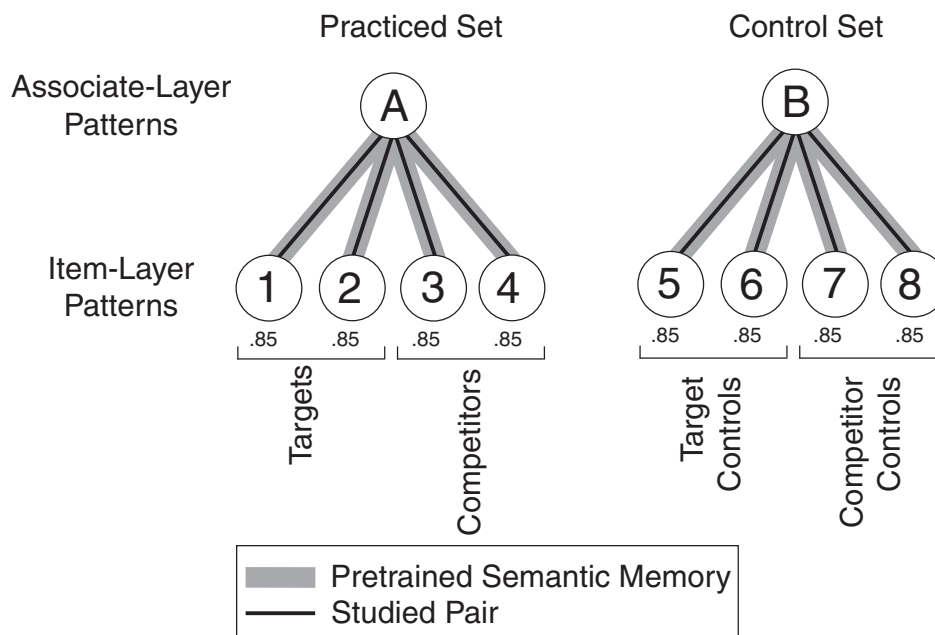 Practiced Set
Control Set
Associate-Layer
Patterns
A
B
Item-Layer
Patterns
1 2 3 4
5 6 7 8
.85 .85 .85 .85
.85 .85 .85 .85
Targets
Competitors
Target
Controls
Competitor
Controls
Pretrained Semantic Memory
Studied Pair